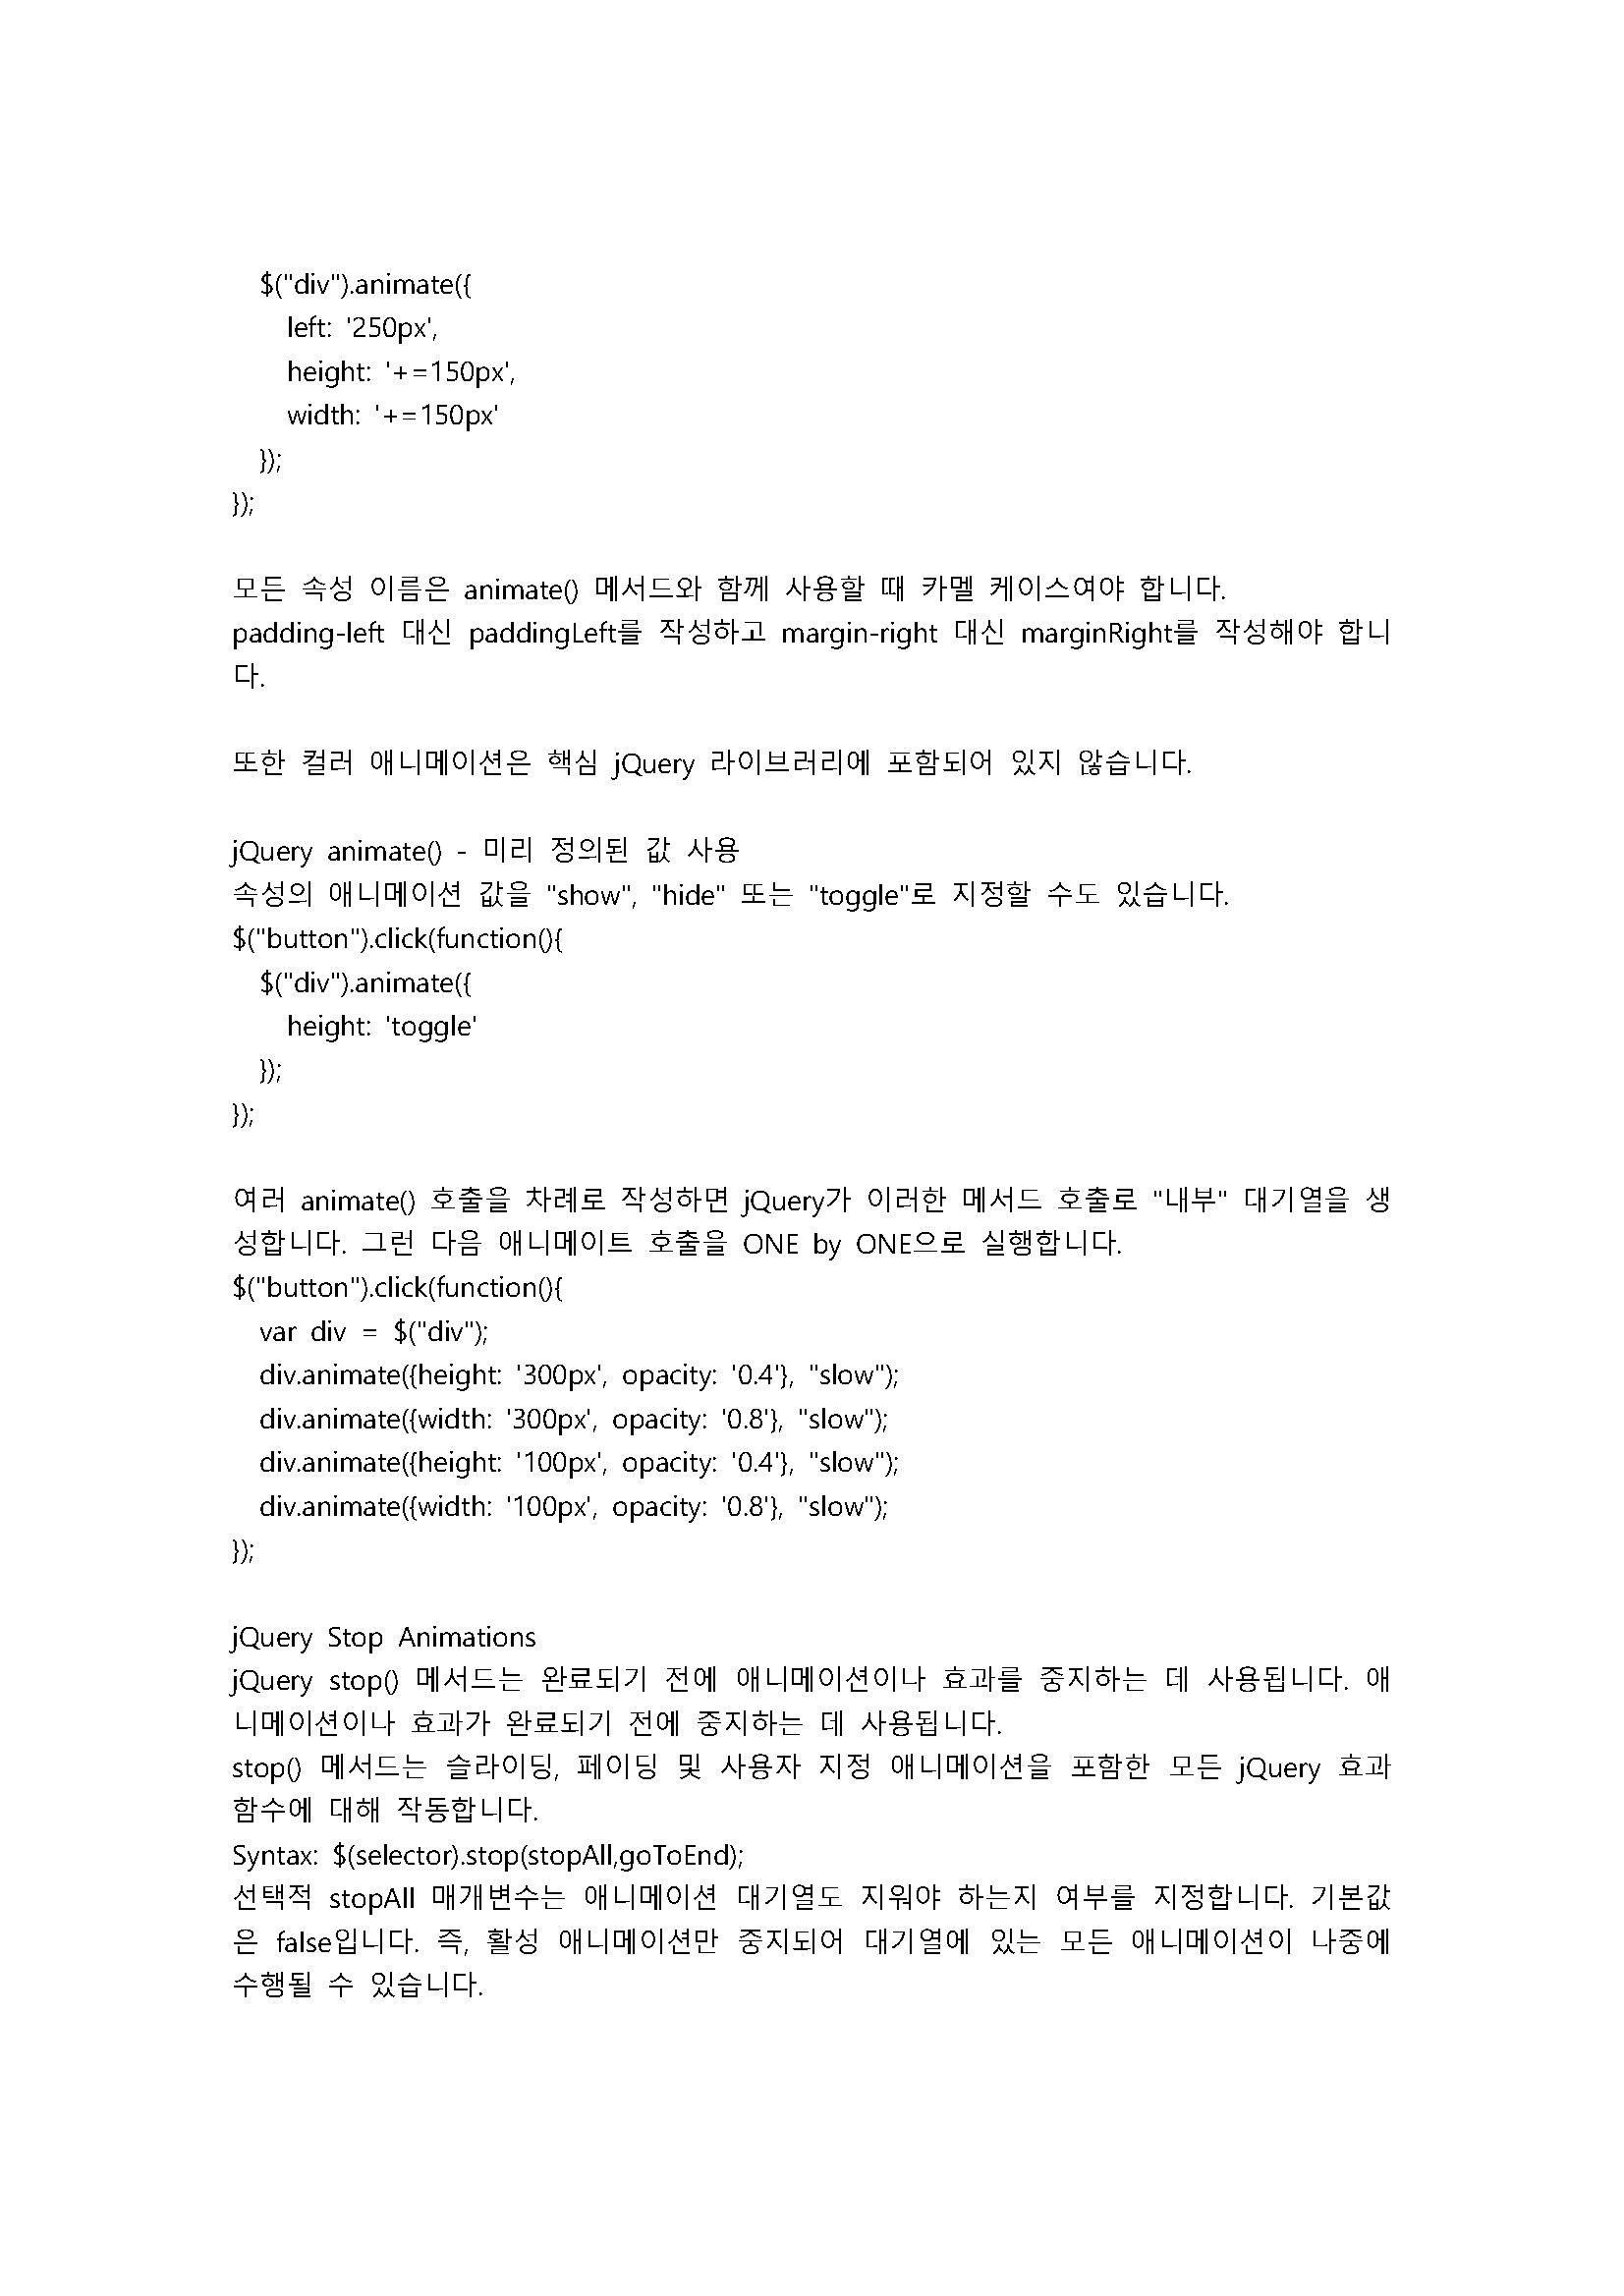 $("div").animate({
left: '250px',
height: '+=150px',
width: '+=150px'
});
});
모든 속성 이름은 animate() 메서드와 함께 사용할 때 카멜 케이스여야 합니다.
padding-left 대신 paddingLeft를 작성하고 margin-right 대신 marginRight를 작성해야 합니
다.
또한 컬러 애니메이션은 핵심 jQuery 라이브러리에 포함되어 있지 않습니다.
jQuery animate() - 미리 정의된 값 사용
속성의 애니메이션 값을 "show", "hide" 또는 "toggle"로 지정할 수도 있습니다.
$("button").click(function(){
$("div").animate({
height: 'toggle'
});
});
여러 animate() 호출을 차례로 작성하면 jQuery가 이러한 메서드 호출로 "내부" 대기열을 생
성합니다. 그런 다음 애니메이트 호출을 ONE by ONE으로 실행합니다.
$("button").click(function(){
var div = $("div");
div.animate({height: '300px', opacity: '0.4'}, "slow");
div.animate({width: '300px', opacity: '0.8'}, "slow");
div.animate({height: '100px', opacity: '0.4'}, "slow");
div.animate({width: '100px', opacity: '0.8'}, "slow");
});
jQuery Stop Animations
jQuery stop() 메서드는 완료되기 전에 애니메이션이나 효과를 중지하는 데 사용됩니다. 애
니메이션이나 효과가 완료되기 전에 중지하는 데 사용됩니다.
stop() 메서드는 슬라이딩, 페이딩 및 사용자 지정 애니메이션을 포함한 모든 jQuery 효과
함수에 대해 작동합니다.
Syntax: $(selector).stop(stopAll,goToEnd);
선택적 stopAll 매개변수는 애니메이션 대기열도 지워야 하는지 여부를 지정합니다. 기본값
은 false입니다. 즉, 활성 애니메이션만 중지되어 대기열에 있는 모든 애니메이션이 나중에
수행될 수 있습니다.